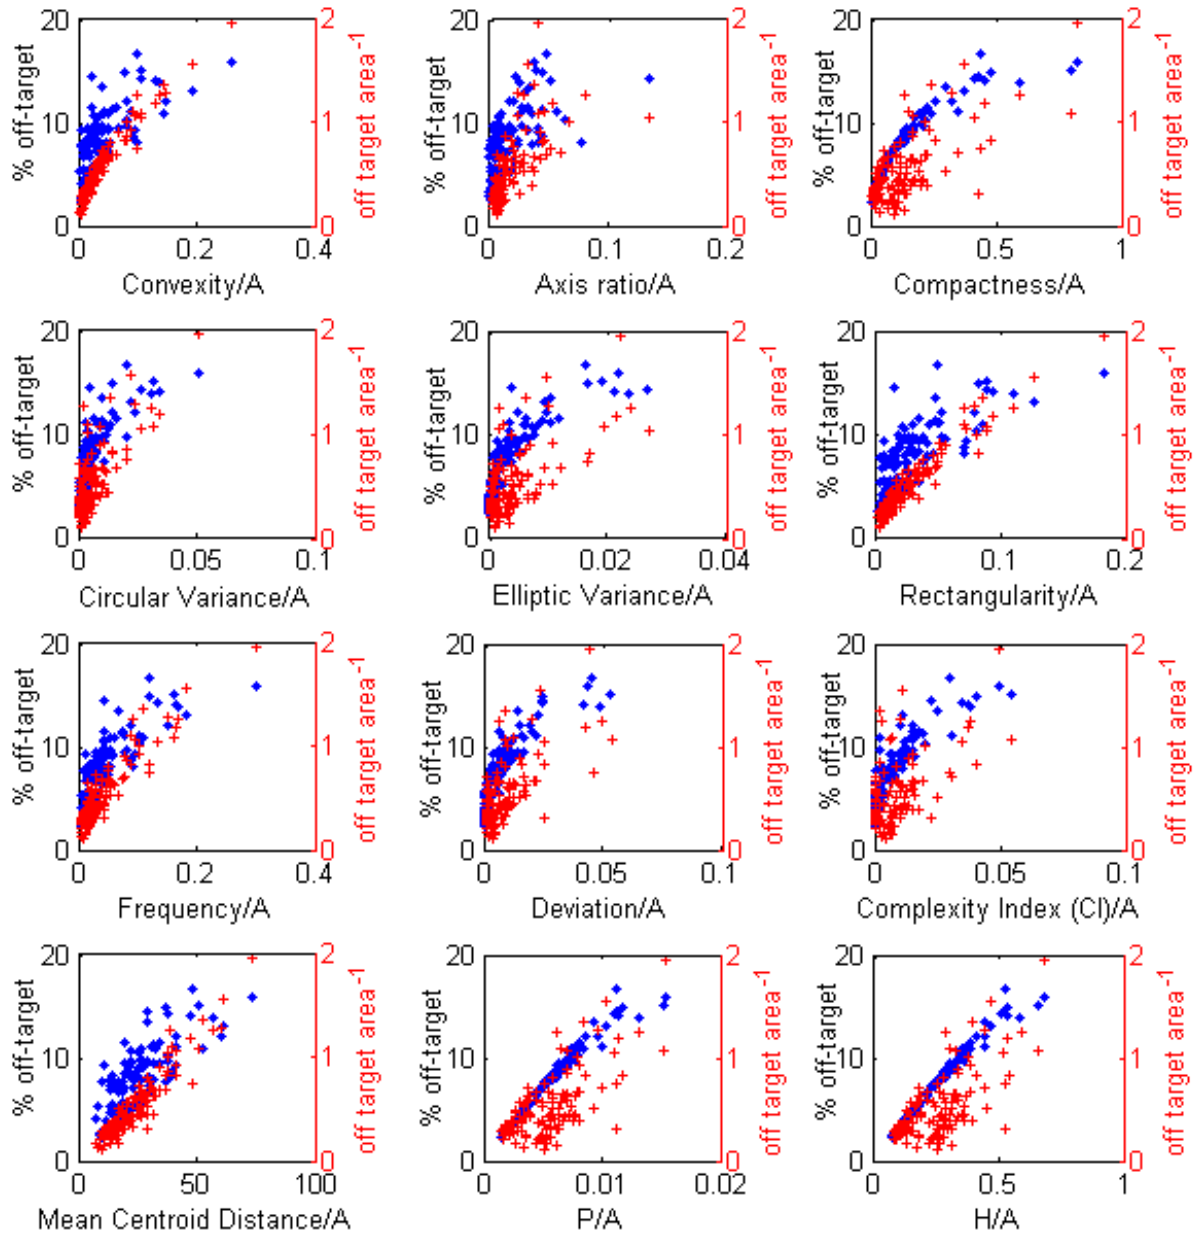 20 2
% off-target
10 1
off target area-1
0 0
0 0.2 0.4
Convexity/A
20 2
% off-target
10 1
off target area-1
0 0
0 0.1 0.2
Axis ratio/A
20 2
% off-target
10 1
off target area-1
0 0
0 0.5 1
Compactness/A
20 2
% off-target
10 1
off target area-1
0 0
0 0.05 0.1
Circular Variance/A
20 2
% off-target
10 1
off target area-1
0 0
0 0.02 0.04
Elliptic Variance/A
20 2
% off-target
10 1
off target area-1
0 0
0 0.1 0.2
Rectangularity/A
20 2
% off-target
10 1
off target area-1
0 0
0 0.2 0.4
Frequency/A
20 2
% off-target
10 1
off target area-1
0 0
0 0.05 0.1
Deviation/A
20 2
% off-target
10 1
off target area-1
0 0
0 0.05 0.1
Complexity Index (CI)/A
20 2
% off-target
10 1
off target area-1
0 0
0 50 100
Mean Centroid Distance/A
20 2
% off-target
10 1
off target area-1
0 0
0 0.01 0.02
P/A
20 2
% off-target
10 1
off target area-1
0 0
0 0.5 1
H/A